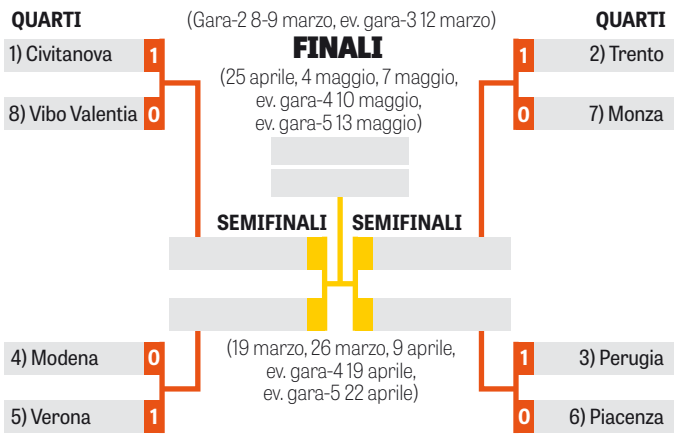 QUARTI (Gara-2 8-9 marzo, ev. gara-3 12 marzo) QUARTI
FINALI
1) Civitanova 1
8) Vibo Valentia 0
(25 aprile, 4 maggio, 7 maggio,
ev. gara-4 10 maggio,
ev. gara-5 13 maggio)
1 2) Trento
0 7) Monza
SEMIFINALI SEMIFINALI
4) Modena 0
5) Verona 1
(19 marzo, 26 marzo, 9 aprile,
ev. gara-4 19 aprile,
ev. gara-5 22 aprile)
1 3) Perugia
0 6) Piacenza